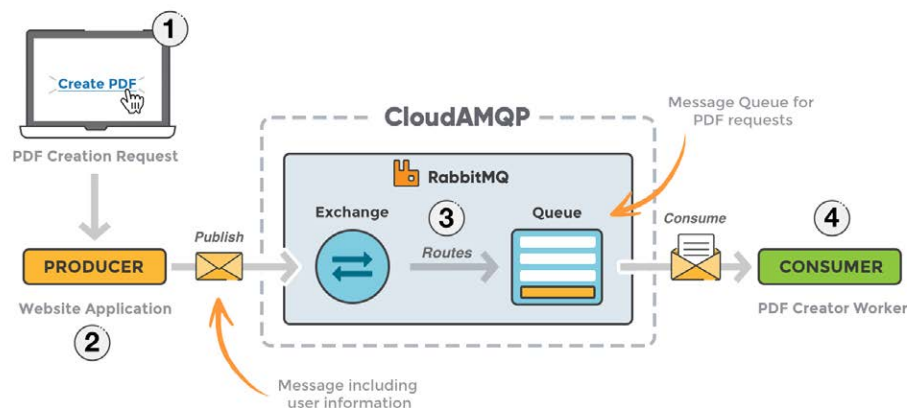 1
Create PDF
PDF Creation Request
CloudAMQP
Message Queue for
PDF requests
RabbitMQ
Exchange
3
Queue
Routes
Publish
Consume
4
PRODUCER
CONSUMER
Website Application
PDF Creator Worker
2
Message including
user information